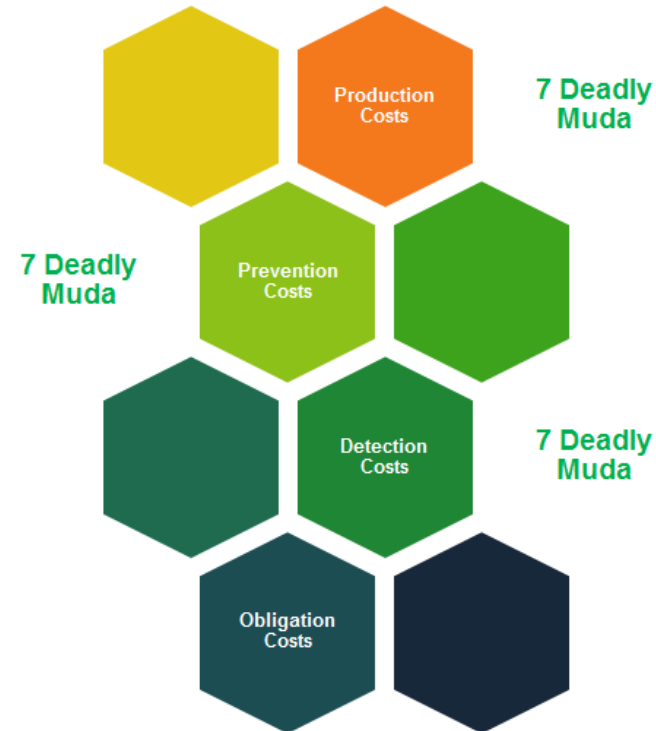 Production
Costs
7 Deadly
Muda
7 Deadly
Muda
Prevention
Costs
Detection
Costs
7 Deadly
Muda
Obligation
Costs